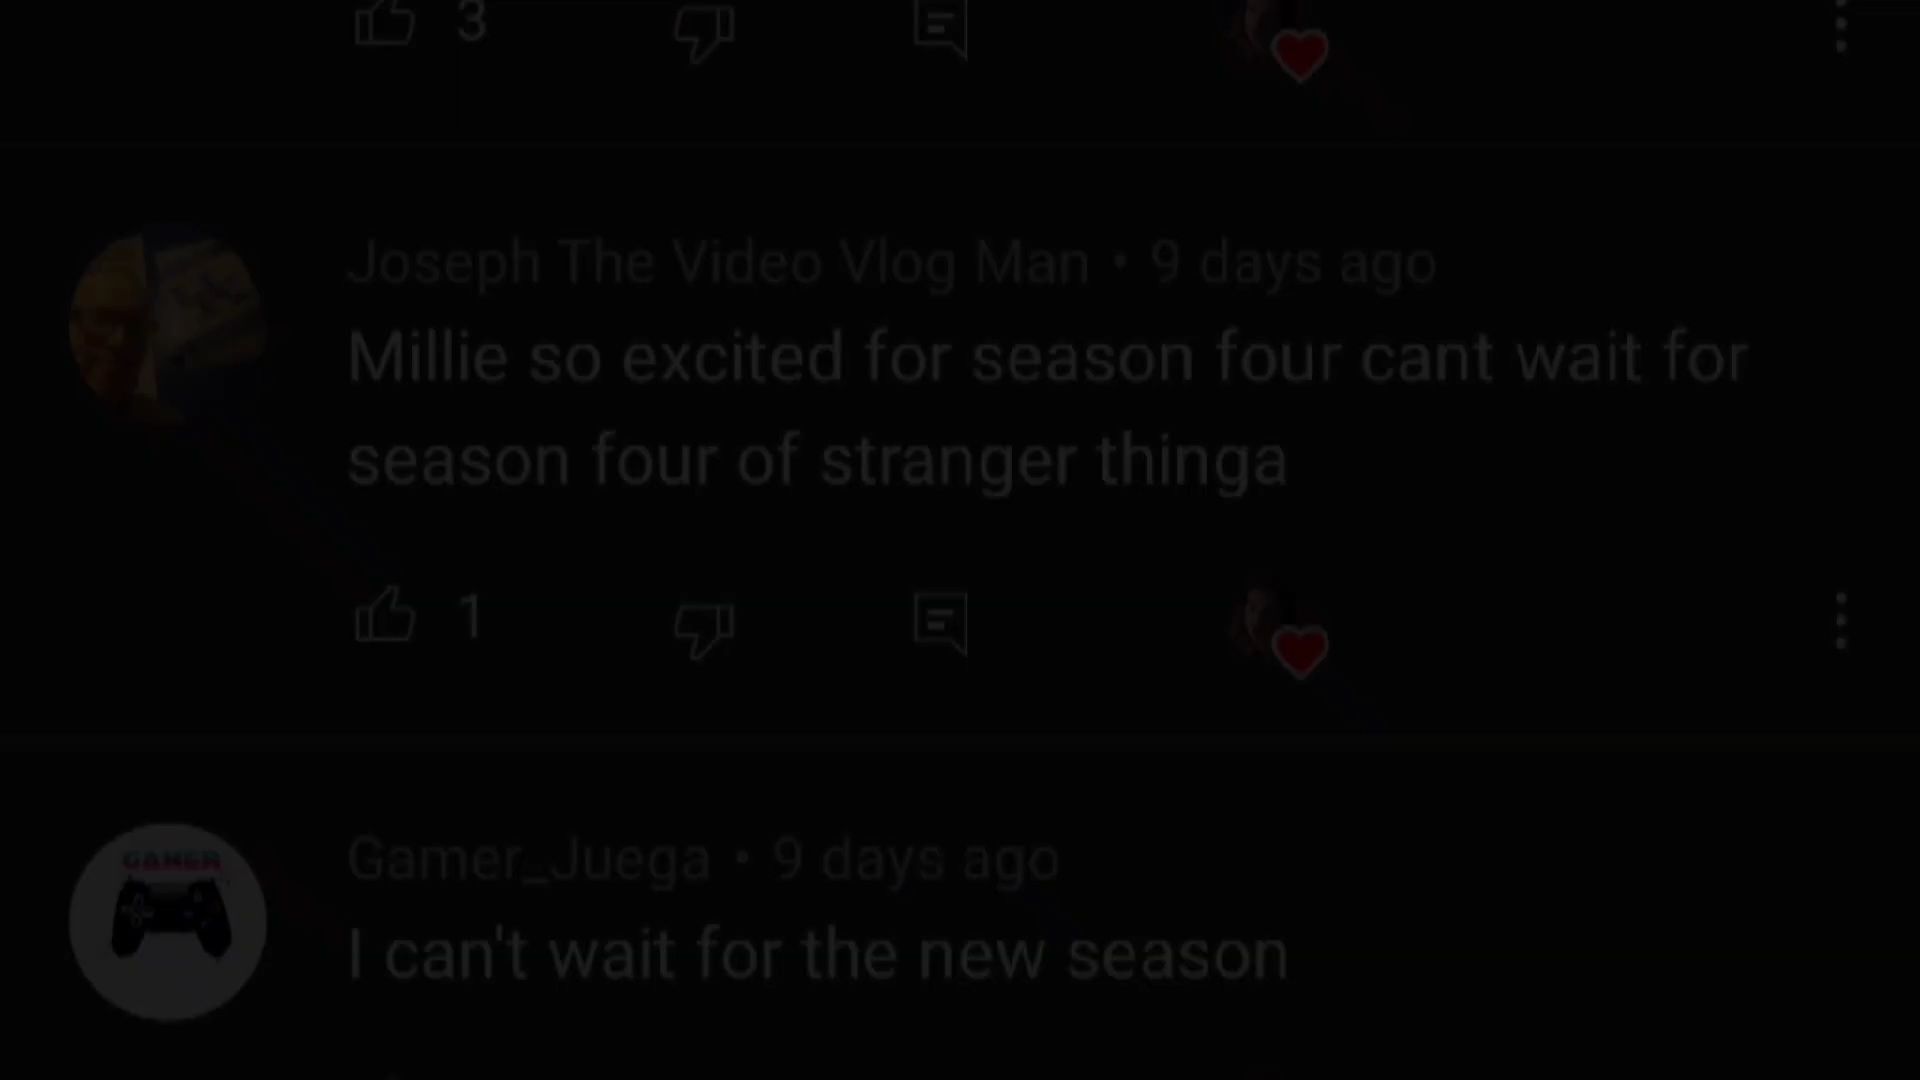 3
Joseph The Video Vlog Man • 9 days ago
Millie so excited for season four cant wait for
season four of stranger thinga
1
GAMER
Gamer_Juega • 9 days ago
I can't wait for the new season